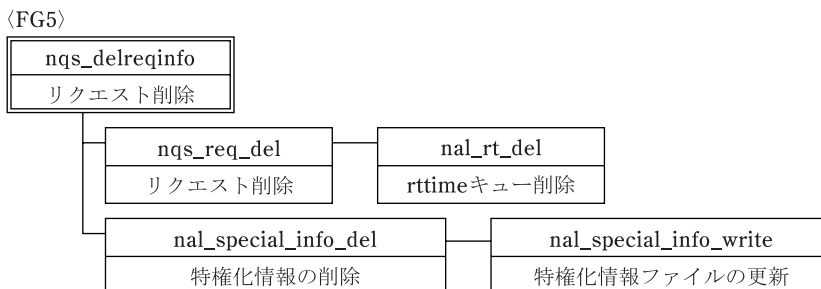 〈FG5〉
nqs_delreqinfo
リクエスト削除
nqs_req_del
nal_rt_del
リクエスト削除
rttimeキュー削除
nal_special_info_del
nal_special_info_write
特権化情報の削除
特権化情報ファイルの更新